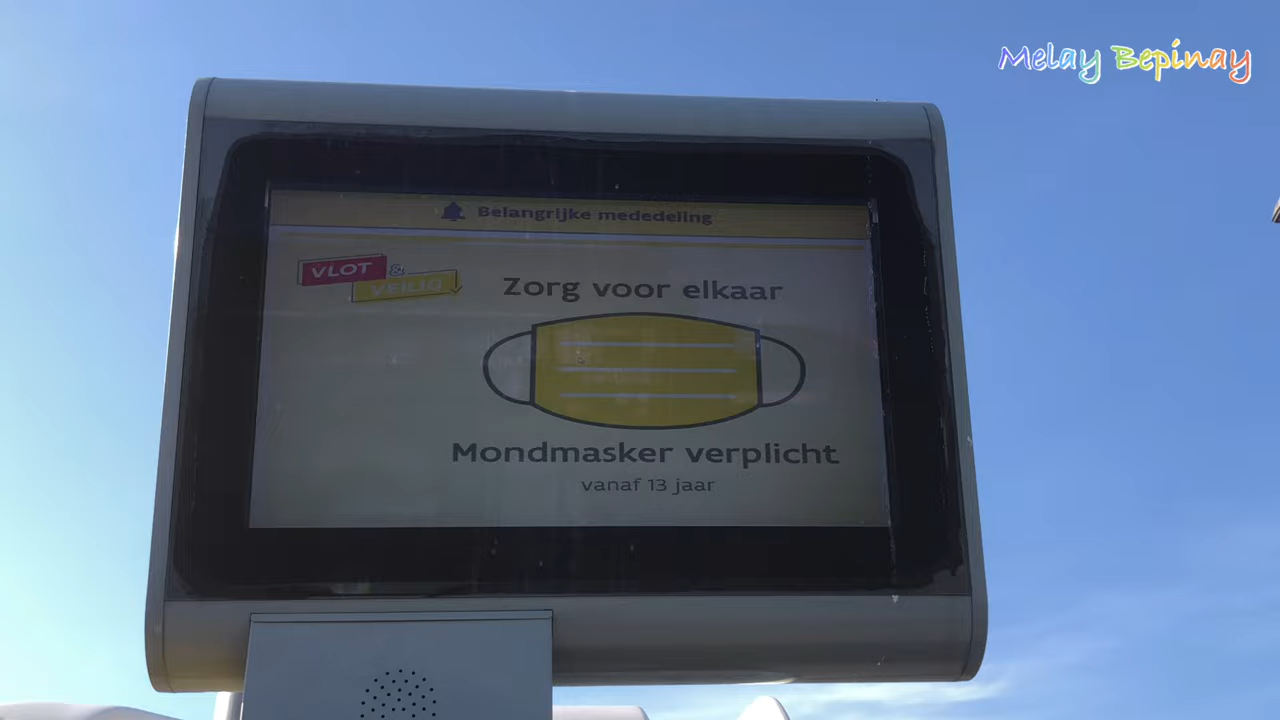 Melay Bepinay
Belangrijke mededeling
VLOT &
VEILIG
Zorg voor elkaar
Mondmasker verplicht
vanaf 13 jaar